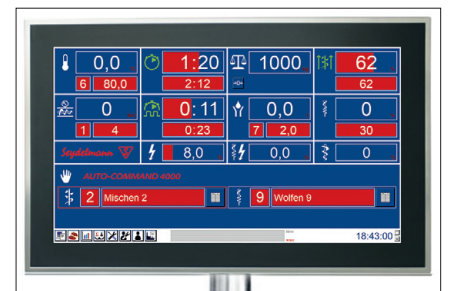 0,0 1:20 1000 62
6 80,0 2:12 62
0 0:11 0,0 0
1 4 0:23 7 2,0 30
Seydelmann 8,0 0,0 0
AUTO-COMMAND 4000
2 Mischen 2 9 Wolfen 9
18:43:00